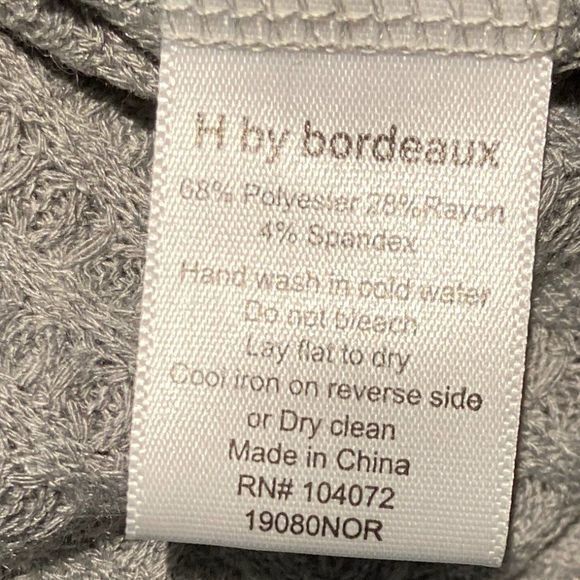 H by bordeaux
68% Polyester 28%Rayon
4% Spandex
Hand wash in cold water
Do not bleach
Lay flat to dry
Cool iron on reverse side
or Dry clean
Made in China
RN# 104072
19080NOR